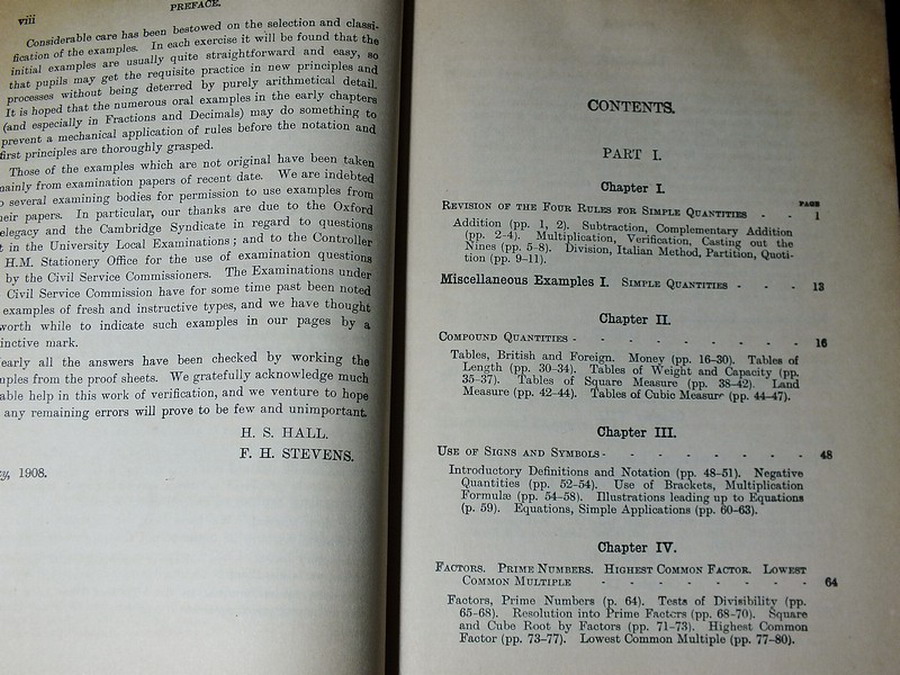 viii
PREFACE.
Considerable care has been bestowed on the selection and classi-
fication of the examples. In each exercise it will be found that the
initial examples are usually quite straightforward and easy, so
that pupils may get the requisite practice in new principles and
processes without being deterred by purely arithmetical detail.
It is hoped that the numerous oral examples in the early chapters
(and especially in Fractions and Decimals) may do something to
prevent a mechanical application of rules before the notation and
first principles are thoroughly grasped.
Those of the examples which are not original have been taken
mainly from examination papers of recent date. We are indebted
several examining bodies for permission to use examples from
their papers. In particular, our thanks are due to the Oxford
elegacy and the Cambridge Syndicate in regard to questions
t in the University Local Examinations; and to the Controller
H.M. Stationery Office for the use of examination questions
by the Civil Service Commissioners. The Examinations under
Civil Service Commission have for some time past been noted
examples of fresh and instructive types, and we have thought
worth while to indicate such examples in our pages by a
inctive mark.
early all the answers have been checked by working the
mples from the proof sheets. We gratefully acknowledge much
able help in this work of verification, and we venture to hope
any remaining errors will prove to be few and unimportant.
H. S. HALL.
F. H. STEVENS.
y, 1908.
CONTENTS.
PART I.
Chapter I.
PAGE
REVISION OF THE FOUR RULES FOR SIMPLE QUANTITIES - - 1
Addition (pp. 1, 2). Subtraction, Complementary Addition
(pp. 2-4). Multiplication, Verification, Casting out the
Nines (pp. 5-8). Division, Italian Method, Partition, Quoti-
tion (pp. 9-11).
Miscellaneous Examples I. SIMPLE QUANTITIES - - - 13
Chapter II.
COMPOUND QUANTITIES - - - - - - - - 16
Tables, British and Foreign. Money (pp. 16-30). Tables of
Length (pp. 30-34). Tables of Weight and Capacity (pp.
35-37). Tables of Square Measure (pp. 38-42). Land
Measure (pp. 42-44). Tables of Cubic Measure (pp. 44-47).
Chapter III.
USE OF SIGNS AND SYMBOLS - - - - - - - - 48
Introductory Definitions and Notation (pp. 48-51). Negative
Quantities (pp. 52-54). Use of Brackets, Multiplication
Formulæ (pp. 54-58). Illustrations leading up to Equations
(p. 59). Equations, Simple Applications (pp. 60-63).
Chapter IV.
FACTORS. PRIME NUMBERS. HIGHEST COMMON FACTOR. LOWEST
COMMON MULTIPLE - - - - - - - - 64
Factors, Prime Numbers (p. 64). Tests of Divisibility (pp.
65-68). Resolution into Prime Factors (pp. 68-70). Square
and Cube Root by Factors (pp. 71-73). Highest Common
Factor (pp. 73-77). Lowest Common Multiple (pp. 77-80).